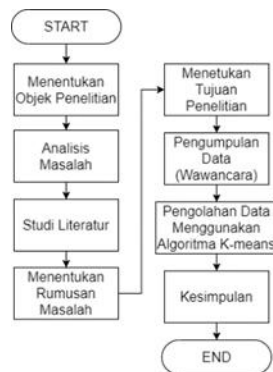 START
Menentukan
Objek Penelitian
Analisis
Masalah
Studi Literatur
Menentukan
Rumusan
Masalah
Menetukan
Tujuan
Penelitian
Pengumpulan
Data
(Wawancara)
Pengolahan Data
Menggunakan
Algoritma K-means
Kesimpulan
END